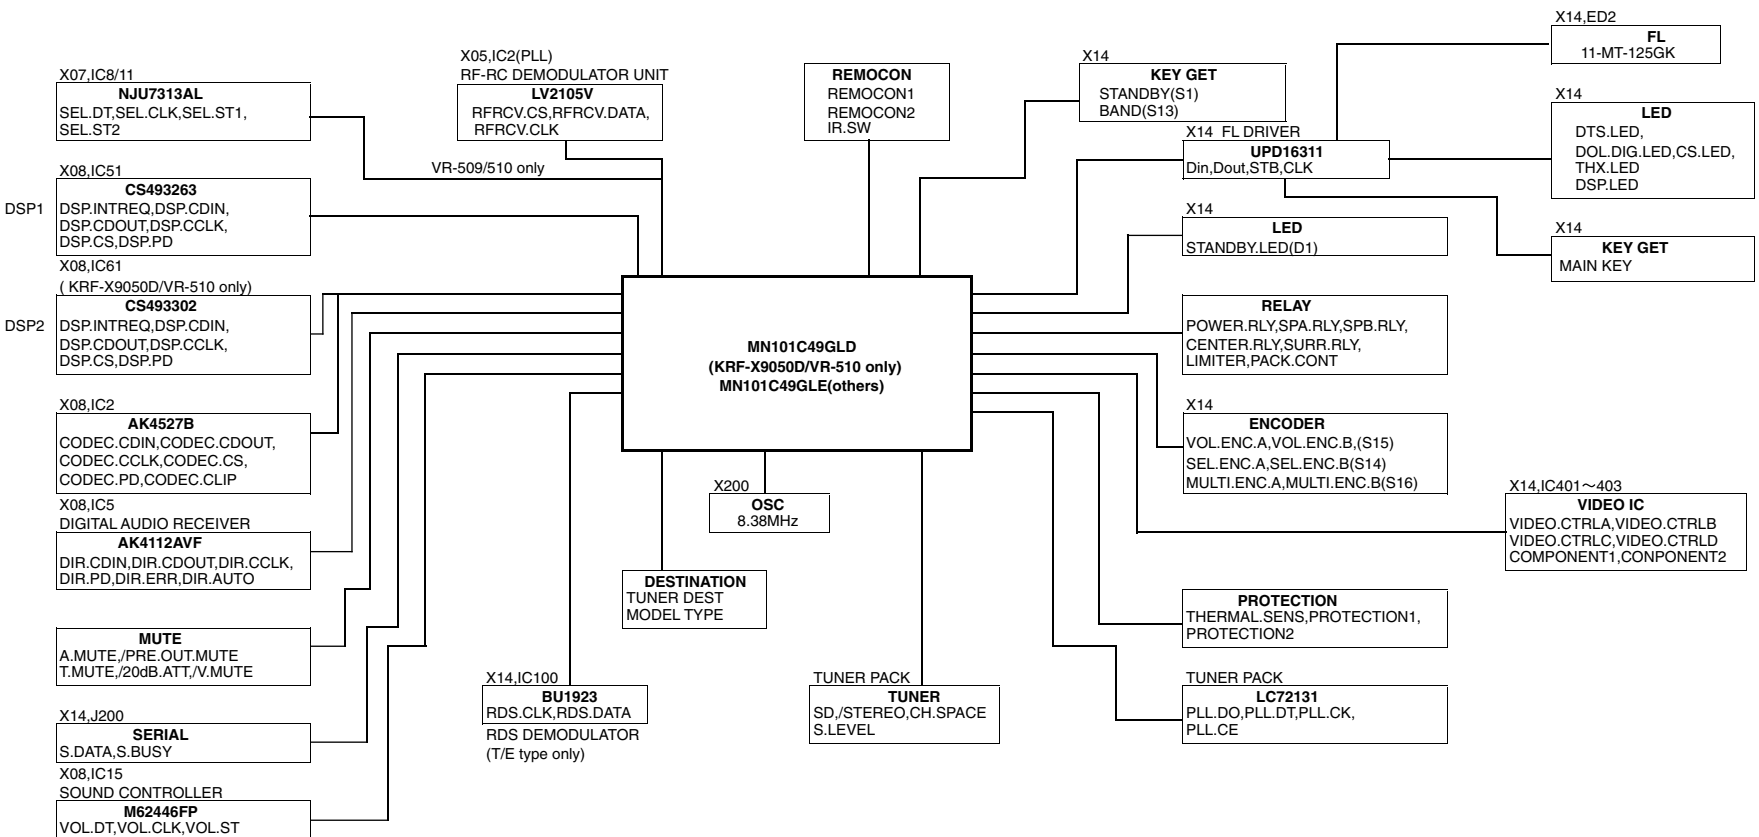 X07,IC8/11
NJU7313AL
SEL.DT,SEL.CLK,SEL.ST1,
SEL.ST2
X08,IC51
DSP1
CS493263
DSP.INTREQ,DSP.CDIN,
DSP.CDOUT,DSP.CCLK,
DSP.CS,DSP.PD
X08,IC61
( KRF-X9050D/VR-510 only)
DSP2
CS493302
DSP.INTREQ,DSP.CDIN,
DSP.CDOUT,DSP.CCLK,
DSP.CS,DSP.PD
X08,IC2
AK4527B
CODEC.CDIN,CODEC.CDOUT,
CODEC.CCLK,CODEC.CS,
CODEC.PD,CODEC.CLIP
X08,IC5
DIGITAL AUDIO RECEIVER
AK4112AVF
DIR.CDIN,DIR.CDOUT,DIR.CCLK,
DIR.PD,DIR.ERR,DIR.AUTO
MUTE
A.MUTE,/PRE.OUT.MUTE
T.MUTE,/20dB.ATT,/V.MUTE
X14,J200
SERIAL
S.DATA,S.BUSY
X08,IC15
SOUND CONTROLLER
M62446FP
VOL.DT,VOL.CLK,VOL.ST
X05,IC2(PLL)
RF-RC DEMODULATOR UNIT
LV2105V
RFRCV.CS,RFRCV.DATA,
RFRCV.CLK
VR-509/510 only
REMOCON
REMOCON1
REMOCON2
IR.SW
MN101C49GLD
(KRF-X9050D/VR-510 only)
MN101C49GLE(others)
X200
OSC
8.38MHz
DESTINATION
TUNER DEST
MODEL TYPE
X14,IC100
BU1923
RDS.CLK,RDS.DATA
RDS DEMODULATOR
(T/E type only)
TUNER PACK
TUNER
SD,/STEREO,CH.SPACE
S.LEVEL
X14
KEY GET
STANDBY(S1)
BAND(S13)
X14 FL DRIVER
UPD16311
Din,Dout,STB,CLK
X14
LED
STANDBY.LED(D1)
RELAY
POWER.RLY,SPA.RLY,SPB.RLY,
CENTER.RLY,SURR.RLY,
LIMITER,PACK.CONT
X14
ENCODER
VOL.ENC.A,VOL.ENC.B,(S15)
SEL.ENC.A,SEL.ENC.B(S14)
MULTI.ENC.A,MULTI.ENC.B(S16)
PROTECTION
THERMAL.SENS,PROTECTION1,
PROTECTION2
TUNER PACK
LC72131
PLL.DO,PLL.DT,PLL.CK,
PLL.CE
X14,ED2
FL
11-MT-125GK
X14
LED
DTS.LED,
DOL.DIG.LED,CS.LED,
THX.LED
DSP.LED
X14
KEY GET
MAIN KEY
X14,IC401～403
VIDEO IC
VIDEO.CTRLA,VIDEO.CTRLB
VIDEO.CTRLC,VIDEO.CTRLD
COMPONENT1,CONPONENT2